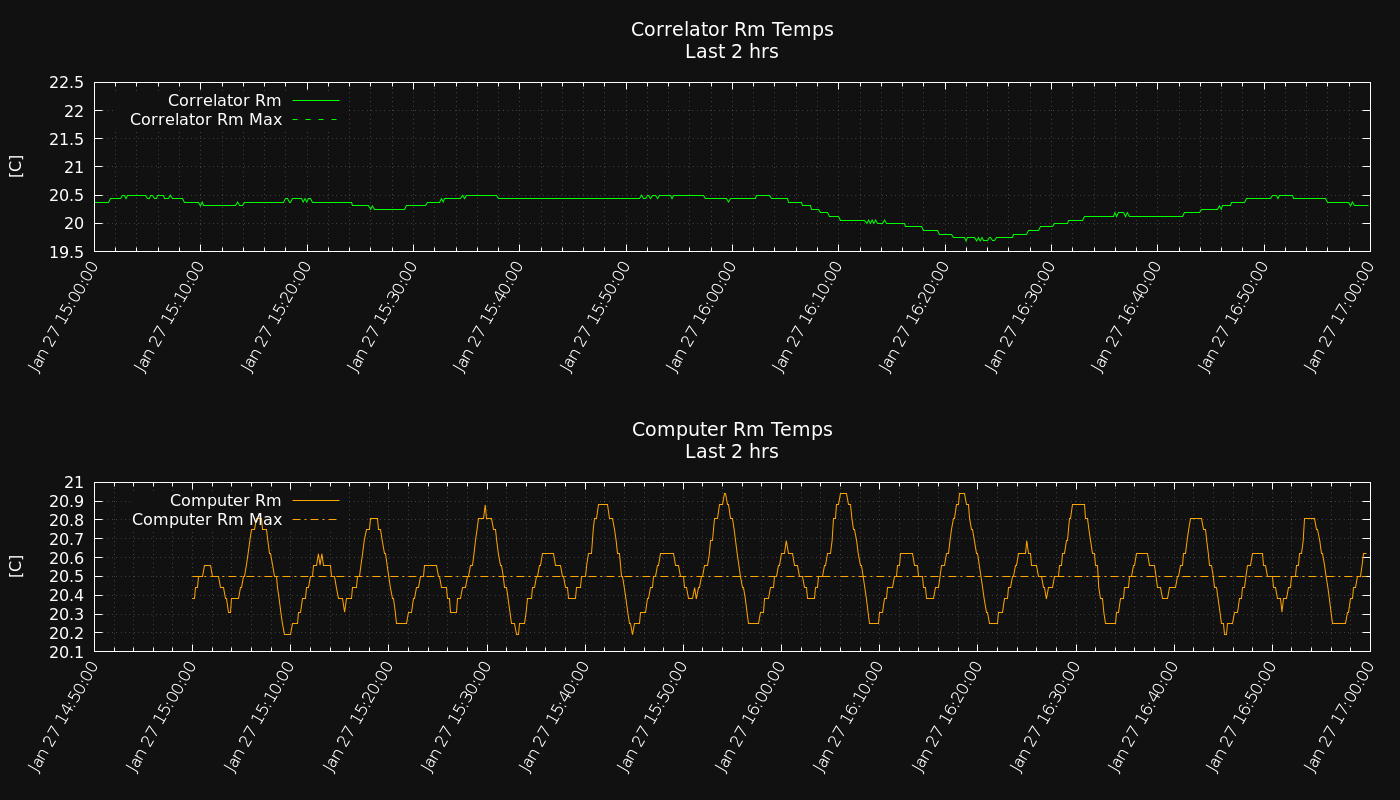 Correlator Rm Temps
Last 2 hrs
22.5
22
21.5
21
20.5
20
19.5
[C]
Correlator Rm
Correlator Rm Max
Jan 27 15:00:00
Jan 27 15:10:00
Jan 27 15:20:00
Jan 27 15:30:00
Jan 27 15:40:00
Jan 27 15:50:00
Jan 27 16:00:00
Jan 27 16:10:00
Jan 27 16:20:00
Jan 27 16:30:00
Jan 27 16:40:00
Jan 27 16:50:00
Jan 27 17:00:00
Computer Rm Temps
Last 2 hrs
21
20.9
20.8
20.7
20.6
20.5
20.4
20.3
20.2
20.1
[C]
Computer Rm
Computer Rm Max
Jan 27 14:50:00
Jan 27 15:00:00
Jan 27 15:10:00
Jan 27 15:20:00
Jan 27 15:30:00
Jan 27 15:40:00
Jan 27 15:50:00
Jan 27 16:00:00
Jan 27 16:10:00
Jan 27 16:20:00
Jan 27 16:30:00
Jan 27 16:40:00
Jan 27 16:50:00
Jan 27 17:00:00